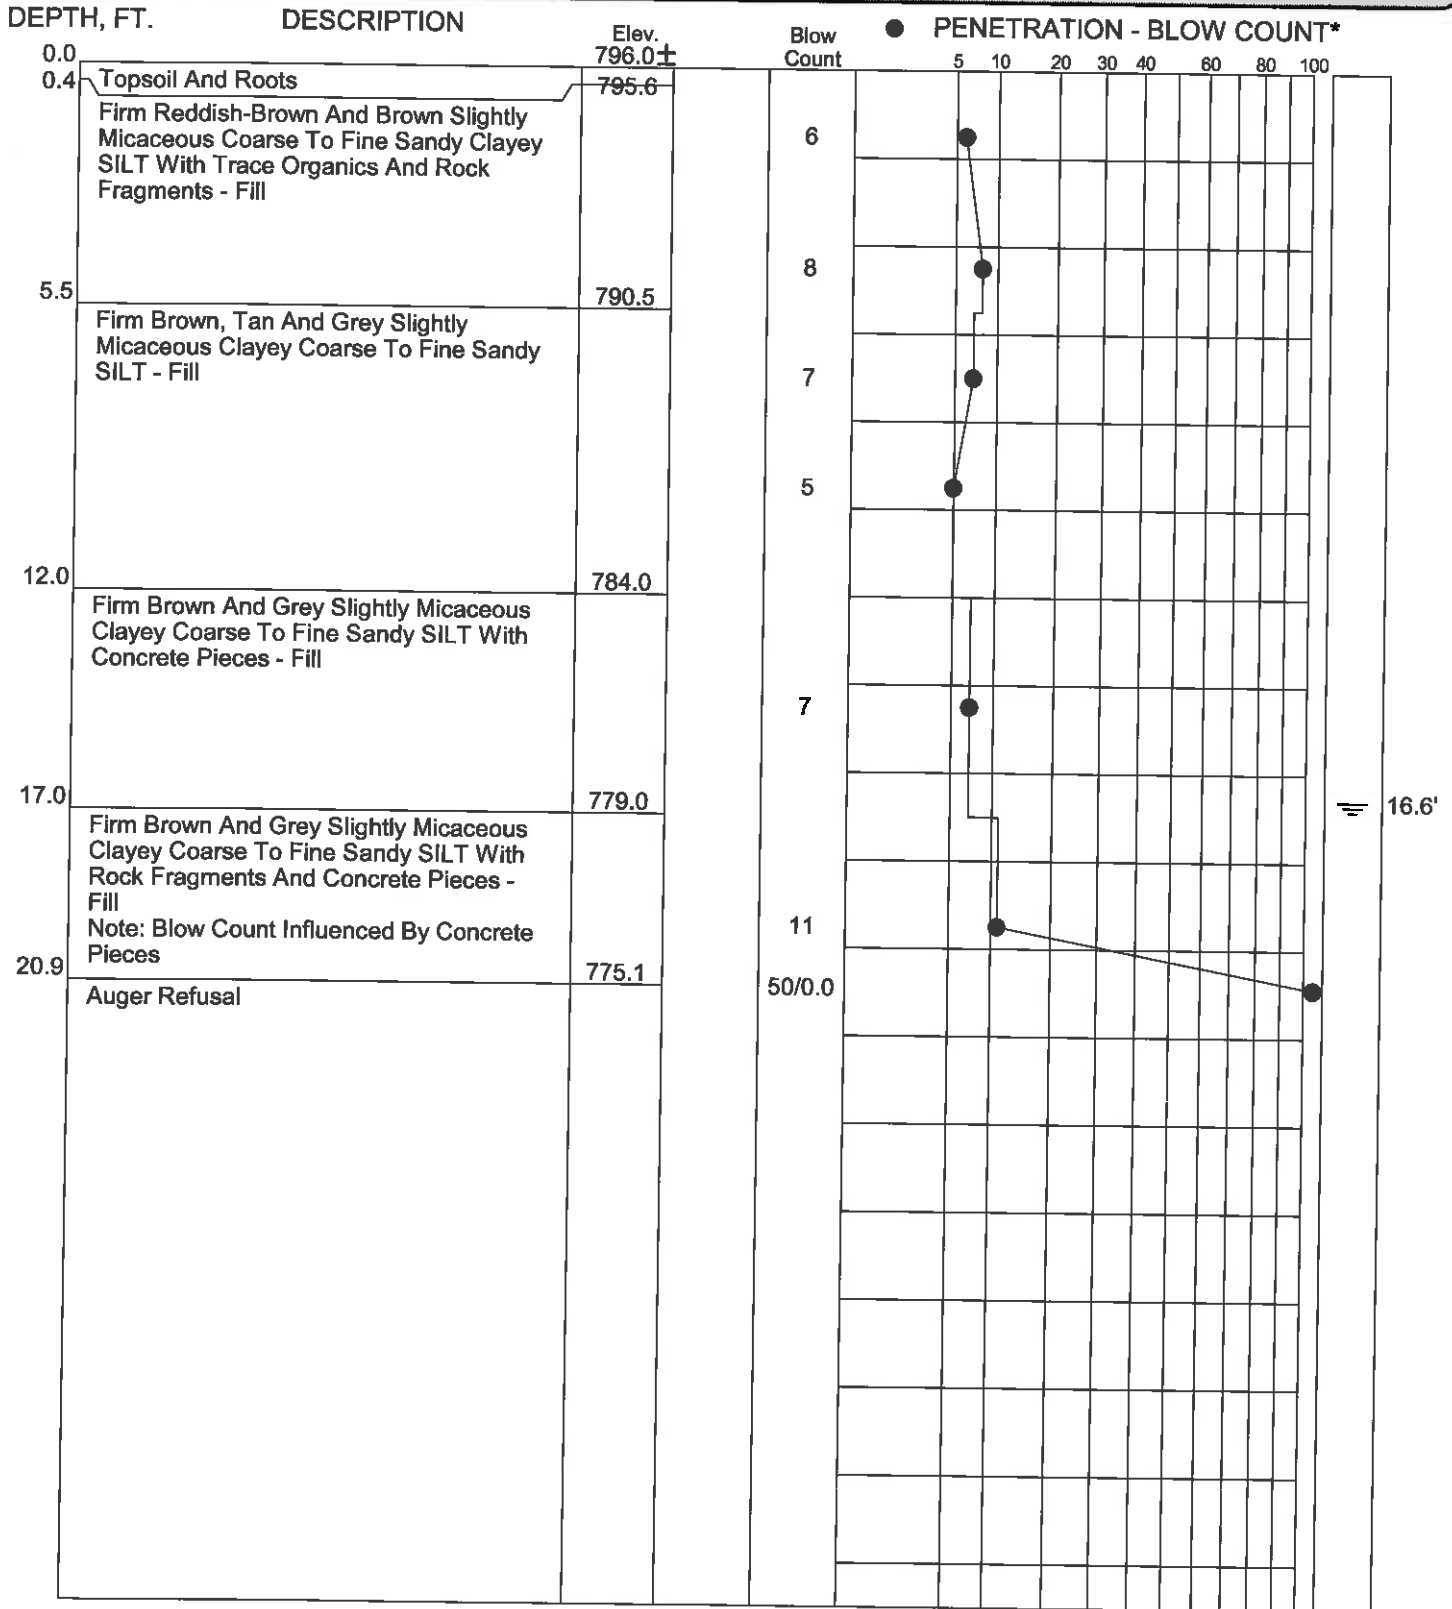 DEPTH, FT. DESCRIPTION Elev. Blow Count ● PENETRATION - BLOW COUNT*
0.0 796.0± 5 10 20 30 40 60 80 100
0.4 Topsoil And Roots 795.6
Firm Reddish-Brown And Brown Slightly
Micaceous Coarse To Fine Sandy Clayey 6
SILT With Trace Organics And Rock
Fragments - Fill
8
5.5 790.5
Firm Brown, Tan And Grey Slightly
Micaceous Clayey Coarse To Fine Sandy
SILT - Fill 7
5
12.0 784.0
Firm Brown And Grey Slightly Micaceous
Clayey Coarse To Fine Sandy SILT With
Concrete Pieces - Fill
7
17.0 779.0 16.6'
Firm Brown And Grey Slightly Micaceous
Clayey Coarse To Fine Sandy SILT With
Rock Fragments And Concrete Pieces -
Fill
Note: Blow Count Influenced By Concrete 11
Pieces
20.9 775.1
Auger Refusal 50/0.0